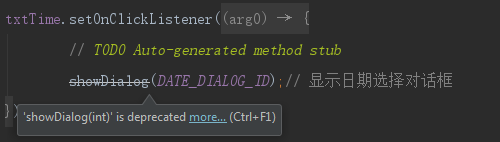 txtTime.setOnClickListener((arg0) → {
// TODO Auto-generated method stub
showDialog(DATE_DIALOG_ID);// 显示日期选择对话框
})
'showDialog(int)' is deprecated more... (Ctrl+F1)